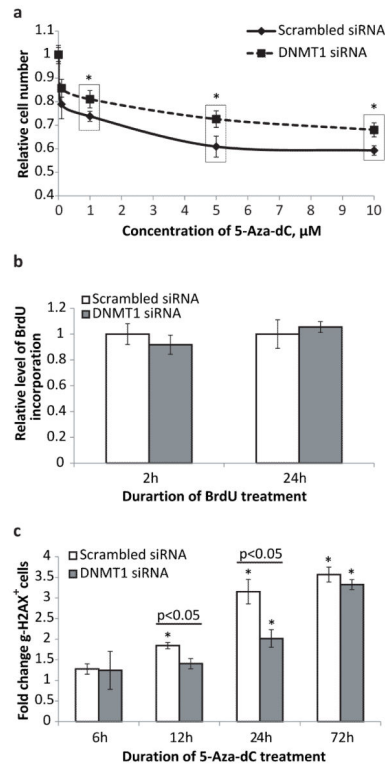 a
1.1
Scrambled siRNA
DNMT1 siRNA
1
0.9
0.8
0.7
0.6
0.5
0.4
*
*
*
Relative cell number
0 1 2 3 4 5 6 7 8 9 10
Concentration of 5-Aza-dC, µM
b
1.2
Scrambled siRNA
DNMT1 siRNA
1
0.8
0.6
0.4
0.2
0
Relative level of BrdU
incorporation
2h 24h
Durartion of BrdU treatment
c
4
Scrambled siRNA
DNMT1 siRNA
3.5
3
2.5
2
1.5
1
0.5
0
p<0.05
p<0.05
*
*
*
*
*
Fold change g-H2AX+cells
6h 12h 24h 72h
Duration of 5-Aza-dC treatment